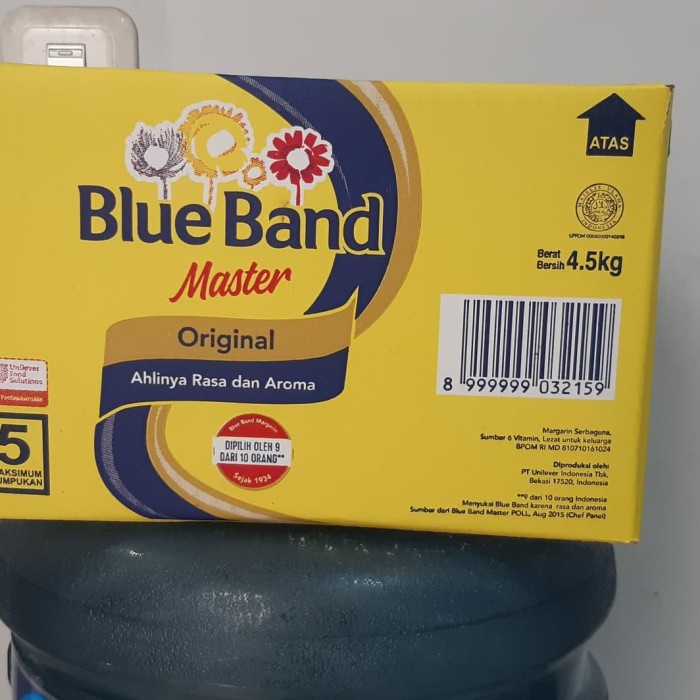 ATAS
Blue Band
Master
Original
Ahlinya Rasa dan Aroma
MAJELIS ULAMA
INDONESIA
Berat
Bersih 4.5kg
8 999999 032159
Unilever
Food
Solutions
Blue Band Margarin
DIPILIH OLEH 9
DARI 10 ORANG**
Sejak 1934
5
AKSIMUM
UMPUKAN
Margarin Serbaguna,
Sumber 6 Vitamin, Lezat untuk keluarga
BPOM RI MD 810710161024
Diproduksi oleh:
PT Unilever Indonesia Tbk,
Bekasi 17520, Indonesia
**9 dari 10 orang Indonesia
Menyukai Blue Band karena rasa dan aroma
Sumber dari Blue Band Master POLL, Aug 2015 (Chef Panel)